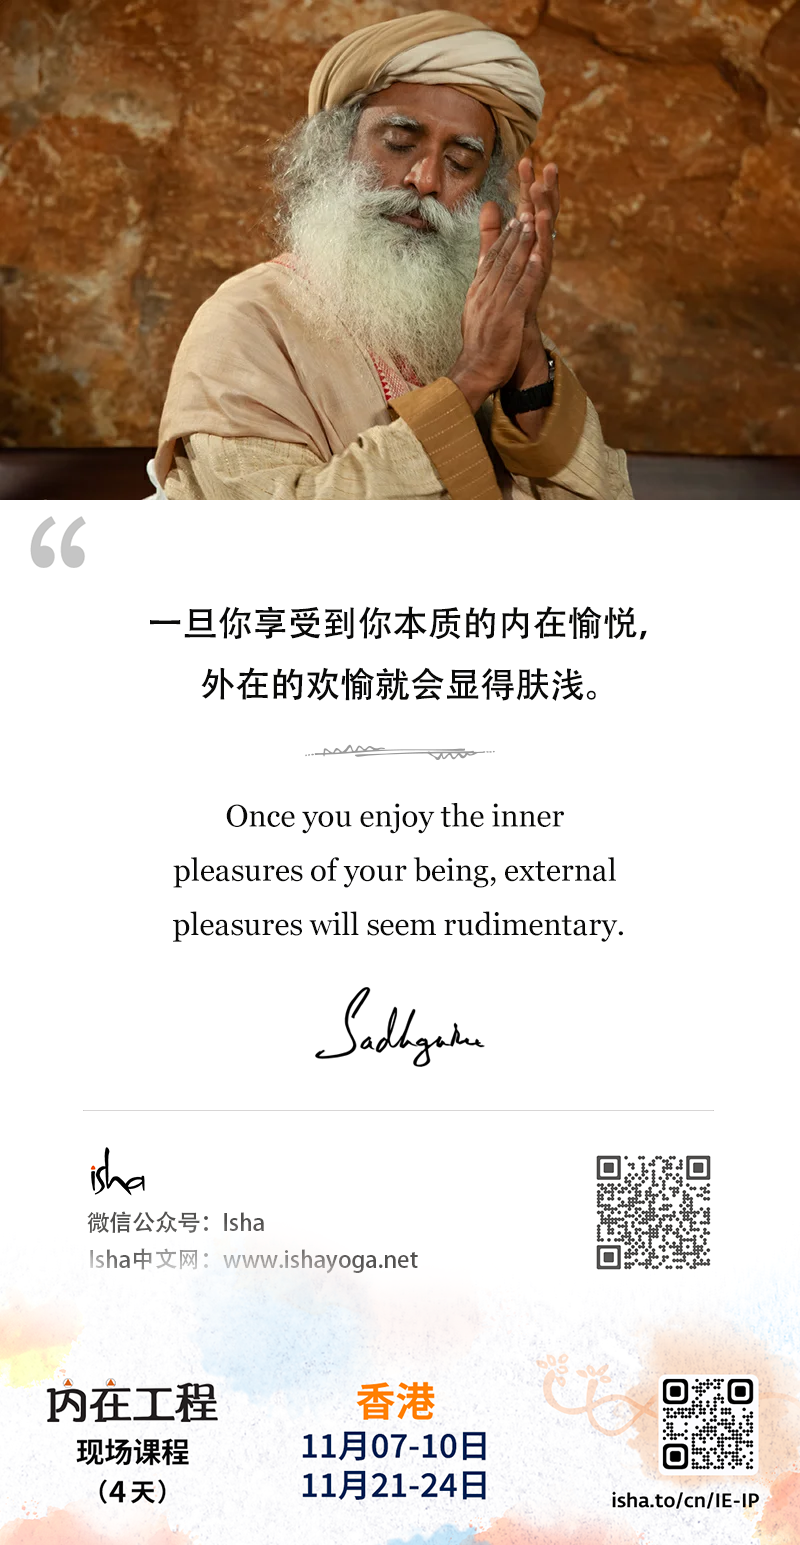 “
一旦你享受到你本质的内在愉悦，
外在的欢愉就会显得肤浅。
Once you enjoy the inner
pleasures of your being, external
pleasures will seem rudimentary.
Sadhguru
isha
微信公众号：Isha
Isha中文网：www.ishayoga.net
内在工程
现场课程
（4天）
香港
11月07-10日
11月21-24日
isha.to/cn/IE-IP